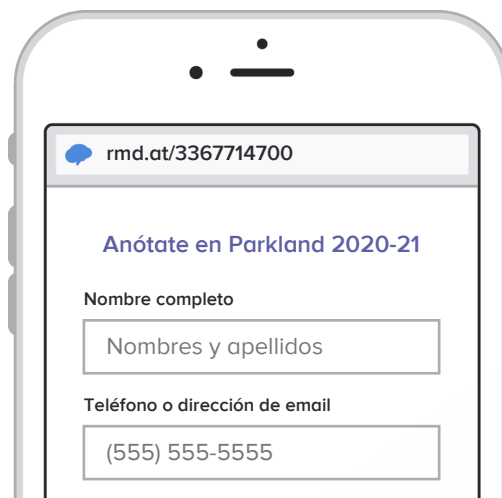 rmd.at/3367714700
Anótate en Parkland 2020-21
Nombre completo
Nombres y apellidos
Teléfono o dirección de email
(555) 555-5555